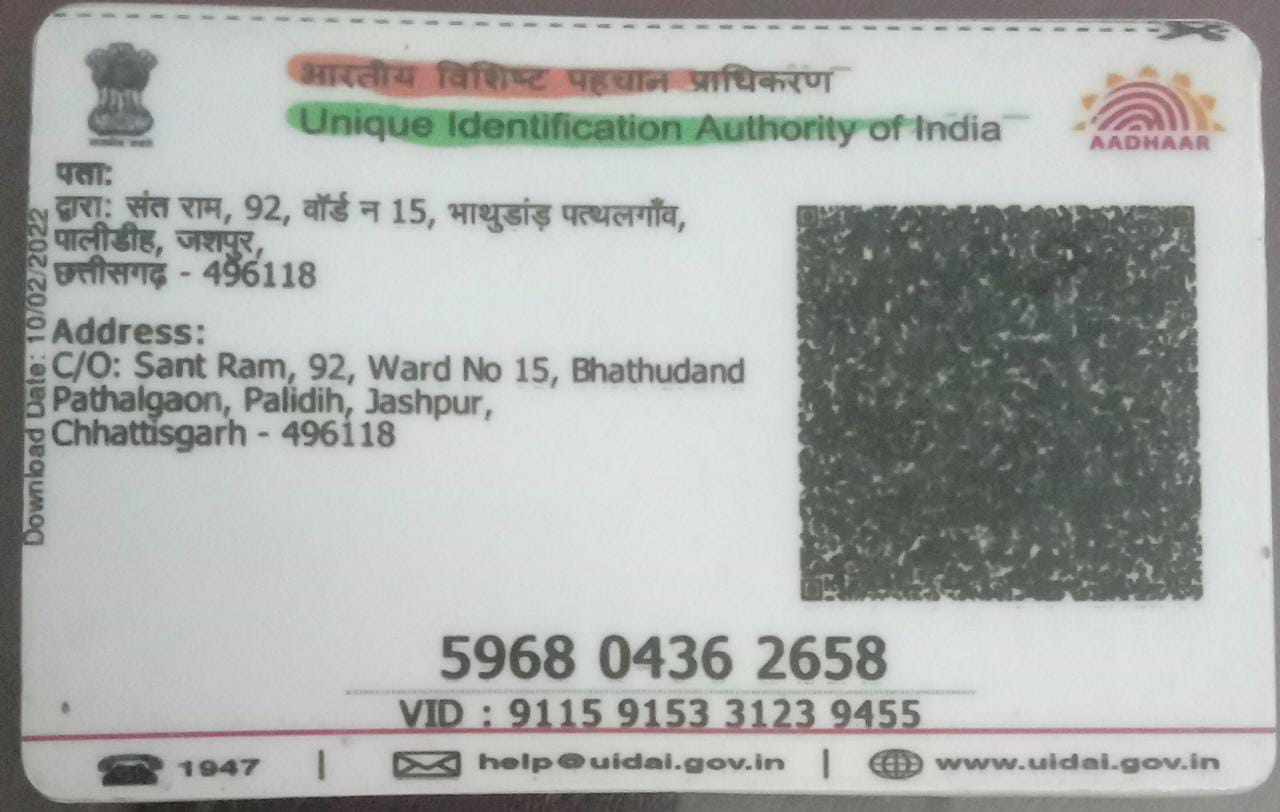 भारतीय विशिष्ट पहचान प्राधिकरण
Unique Identification Authority of India
AADHAAR
पता:
द्वारा: संत राम, 92, वॉर्ड न 15, भाथुडांड़ पत्थलगाँव,
पालीडीह, जशपुर,
छत्तीसगढ़ - 496118
Download Date: 10/02/2022
Address:
C/O: Sant Ram, 92, Ward No 15, Bhathudand
Pathalgaon, Palidih, Jashpur,
Chhattisgarh - 496118
5968 0436 2658
VID : 9115 9153 3123 9455
1947 | help@uidai.gov.in | www.uidai.gov.in